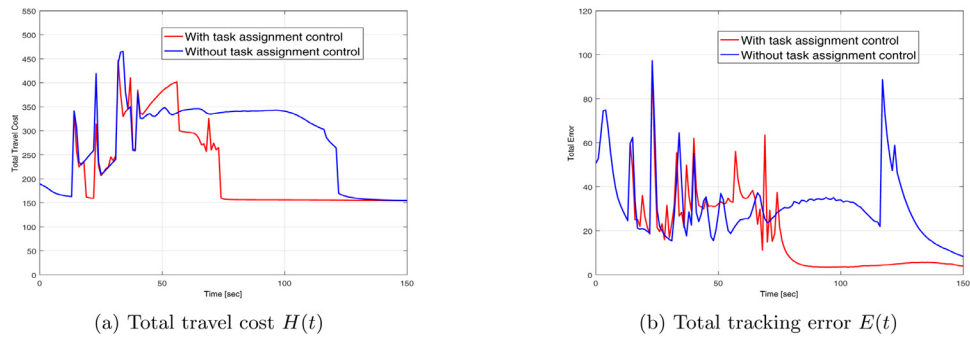 With task assignment control
Without task assignment control
Total Travel Cost
550
500
450
400
350
300
250
200
150
100
50
0
0
50
100
150
Time [sec]
(a) Total travel cost H(t)
With task assignment control
Without task assignment control
Total Error
120
100
80
60
40
20
0
0
50
100
150
Time [sec]
(b) Total tracking error E(t)